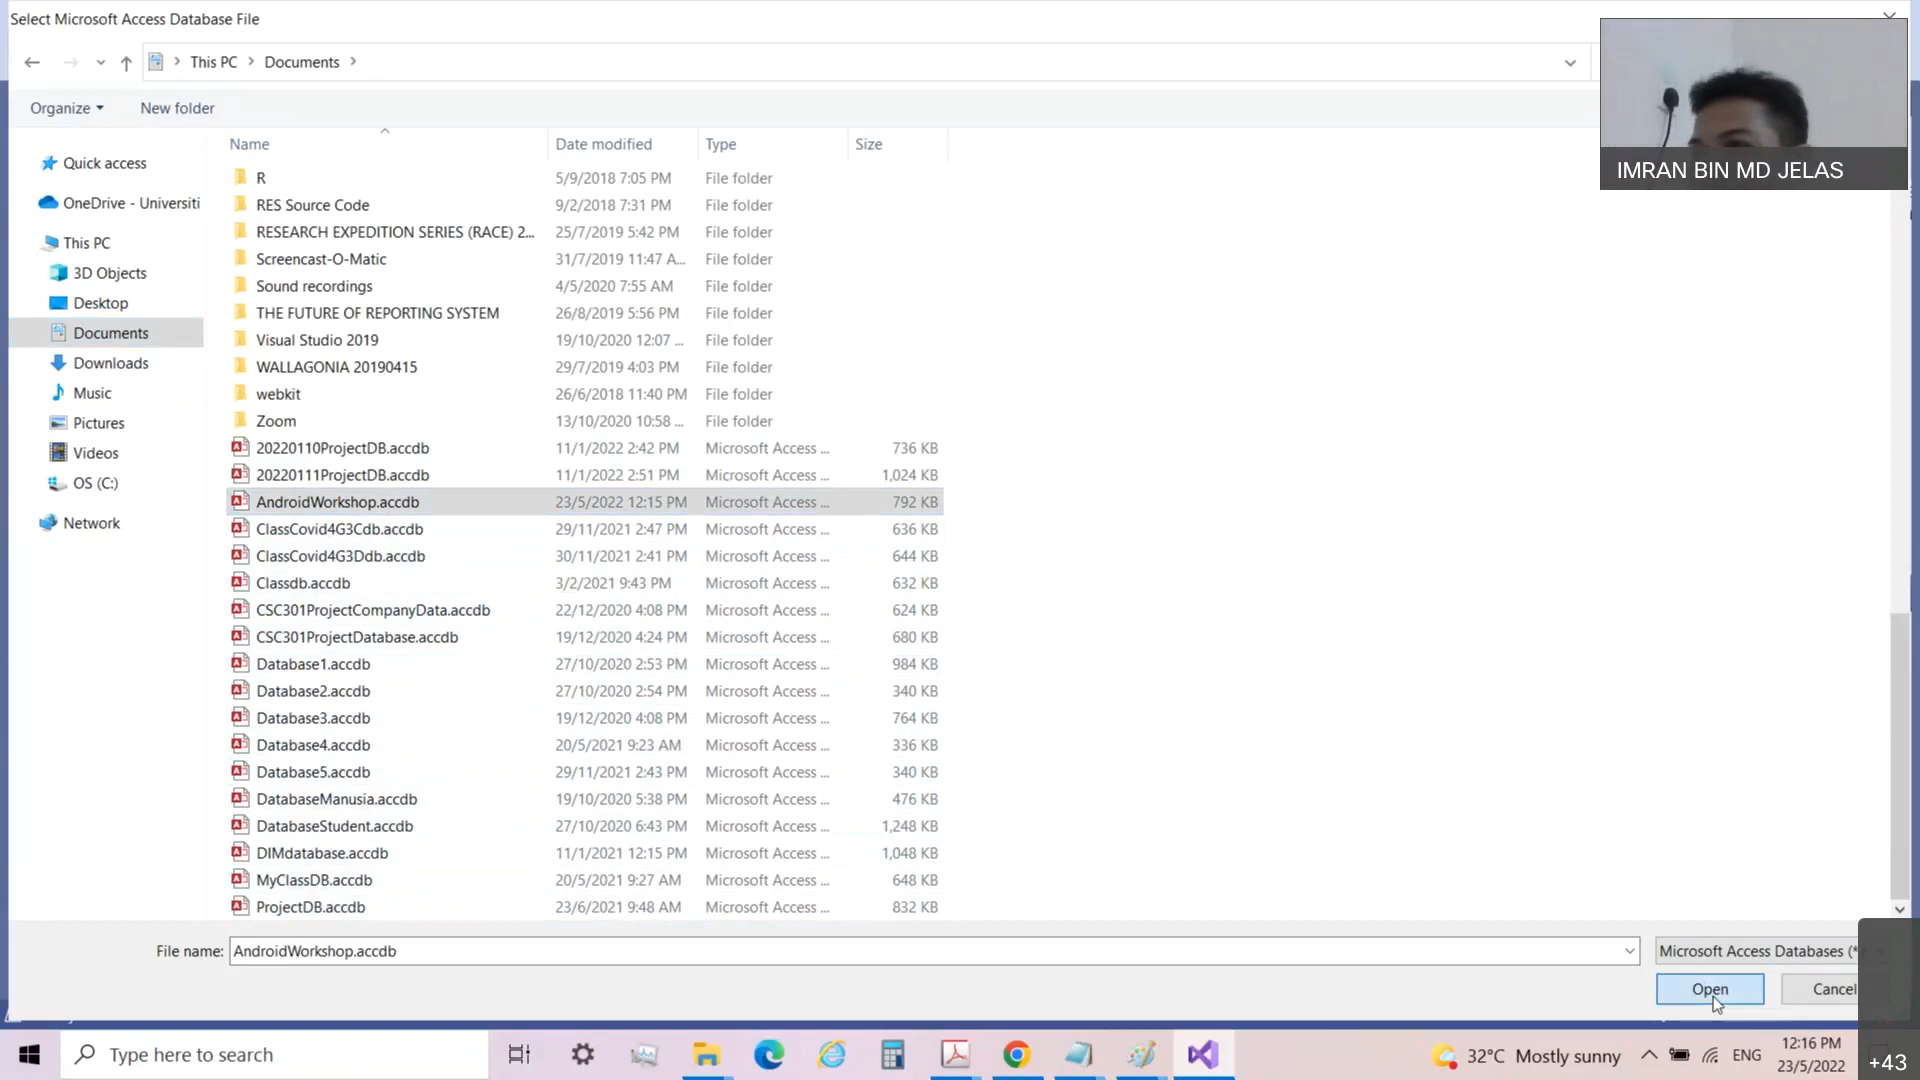 Select Microsoft Access Database File
This PC > Documents >
Organize
New folder
IMRAN BIN MD JELAS
Name Date modified Type Size
Quick access
OneDrive - Universiti
This PC
3D Objects
Desktop
Documents
Downloads
Music
Pictures
Videos
OS (C:)
Network
R 5/9/2018 7:05 PM File folder
RES Source Code 9/2/2018 7:31 PM File folder
RESEARCH EXPEDITION SERIES (RACE) 2... 25/7/2019 5:42 PM File folder
Screencast-O-Matic 31/7/2019 11:47 A... File folder
Sound recordings 4/5/2020 7:55 AM File folder
THE FUTURE OF REPORTING SYSTEM 26/8/2019 5:56 PM File folder
Visual Studio 2019 19/10/2020 12:07 ... File folder
WALLAGONIA 20190415 29/7/2019 4:03 PM File folder
webkit 26/6/2018 11:40 PM File folder
Zoom 13/10/2020 10:58 ... File folder
20220110ProjectDB.accdb 11/1/2022 2:42 PM Microsoft Access ... 736 KB
20220111ProjectDB.accdb 11/1/2022 2:51 PM Microsoft Access ... 1,024 KB
AndroidWorkshop.accdb 23/5/2022 12:15 PM Microsoft Access ... 792 KB
ClassCovid4G3Cdb.accdb 29/11/2021 2:47 PM Microsoft Access ... 636 KB
ClassCovid4G3Ddb.accdb 30/11/2021 2:41 PM Microsoft Access ... 644 KB
Classdb.accdb 3/2/2021 9:43 PM Microsoft Access ... 632 KB
CSC301ProjectCompanyData.accdb 22/12/2020 4:08 PM Microsoft Access ... 624 KB
CSC301ProjectDatabase.accdb 19/12/2020 4:24 PM Microsoft Access ... 680 KB
Database1.accdb 27/10/2020 2:53 PM Microsoft Access ... 984 KB
Database2.accdb 27/10/2020 2:54 PM Microsoft Access ... 340 KB
Database3.accdb 19/12/2020 4:08 PM Microsoft Access ... 764 KB
Database4.accdb 20/5/2021 9:23 AM Microsoft Access ... 336 KB
Database5.accdb 29/11/2021 2:43 PM Microsoft Access ... 340 KB
DatabaseManusia.accdb 19/10/2020 5:38 PM Microsoft Access ... 476 KB
DatabaseStudent.accdb 27/10/2020 6:43 PM Microsoft Access ... 1,248 KB
DIMdatabase.accdb 11/1/2021 12:15 PM Microsoft Access ... 1,048 KB
MyClassDB.accdb 20/5/2021 9:27 AM Microsoft Access ... 648 KB
ProjectDB.accdb 23/6/2021 9:48 AM Microsoft Access ... 832 KB
File name: AndroidWorkshop.accdb
Microsoft Access Databases (*
Open
Cancel
Type here to search
32°C Mostly sunny
ENG
12:16 PM
23/5/2022
+43